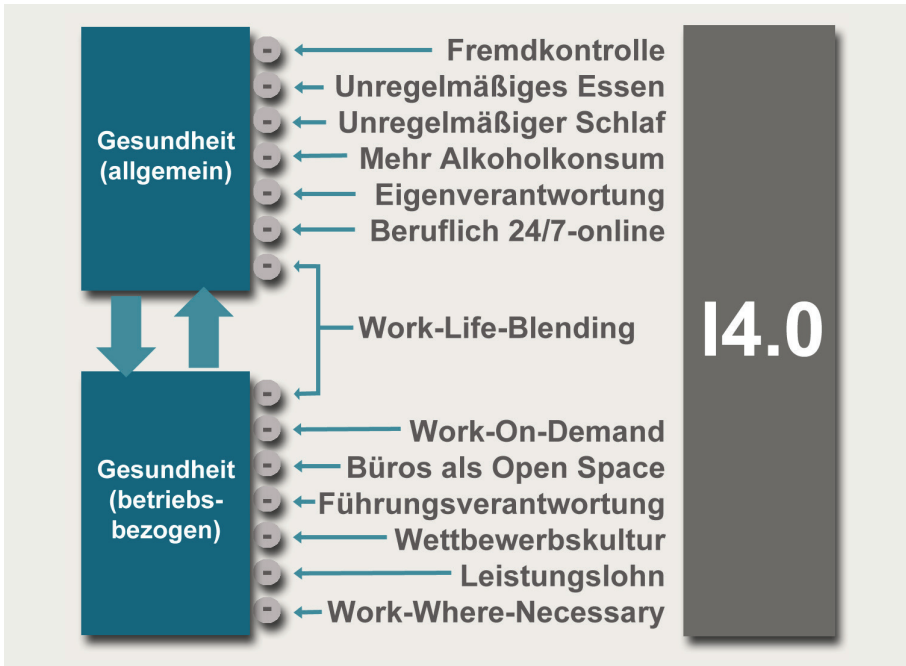 Gesundheit
(allgemein)
-
Fremdkontrolle
-
Unregelmäßiges Essen
-
Unregelmäßiger Schlaf
-
Mehr Alkoholkonsum
-
Eigenverantwortung
-
Beruflich 24/7-online
-
Work-Life-Blending
-
Gesundheit
(betriebs-
bezogen)
-
Work-On-Demand
-
Büros als Open Space
-
Führungsverantwortung
-
Wettbewerbskultur
-
Leistungslohn
-
Work-Where-Necessary
I4.0